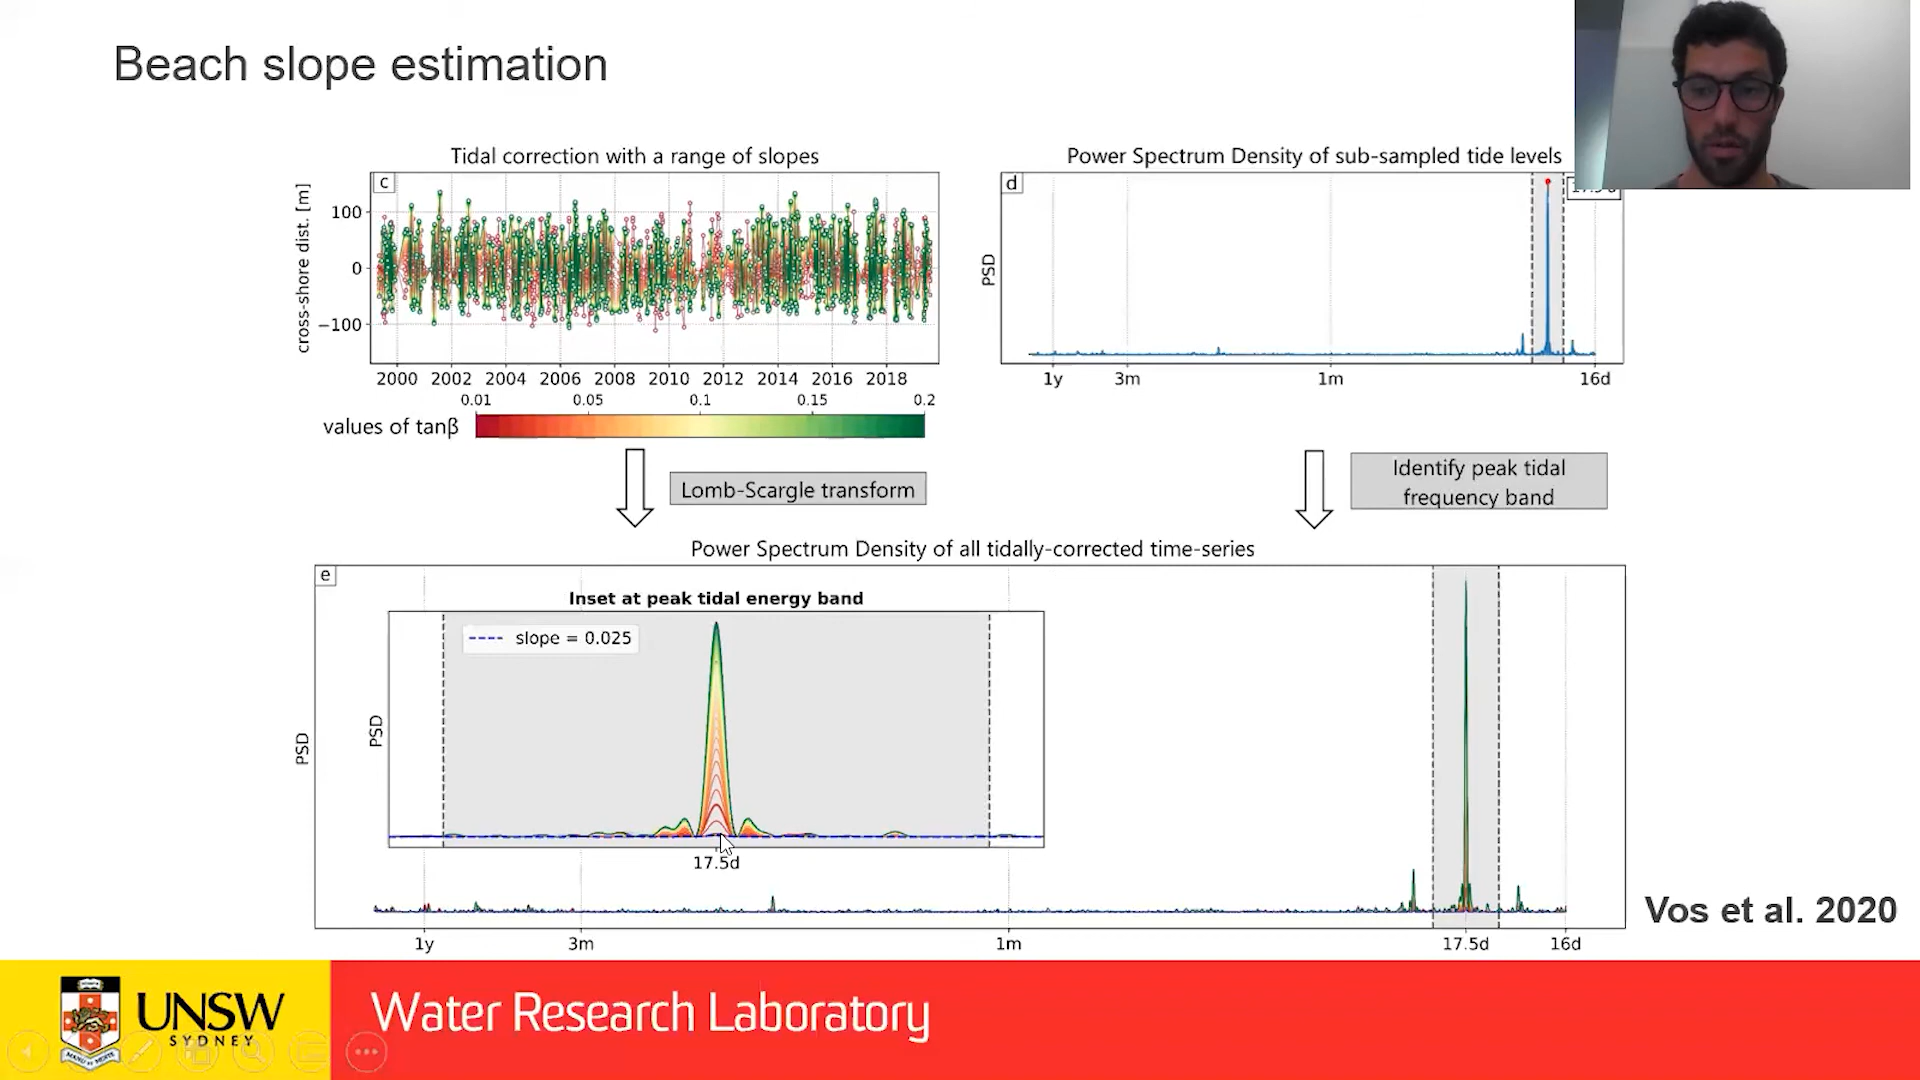 Beach slope estimation
Tidal correction with a range of slopes
c
cross-shore dist. [m]
100
0
−100
2000 2002 2004 2006 2008 2010 2012 2014 2016 2018
0.01 0.05 0.1 0.15 0.2
values of tanβ
Lomb-Scargle transform
Power Spectrum Density of sub-sampled tide levels
d
PSD
1y 3m 1m 16d
Identify peak tidal
frequency band
Power Spectrum Density of all tidally-corrected time-series
e
PSD
Inset at peak tidal energy band
slope = 0.025
PSD
17.5d
1y 3m 1m 17.5d 16d
Vos et al. 2020
UNSW
SYDNEY
Water Research Laboratory